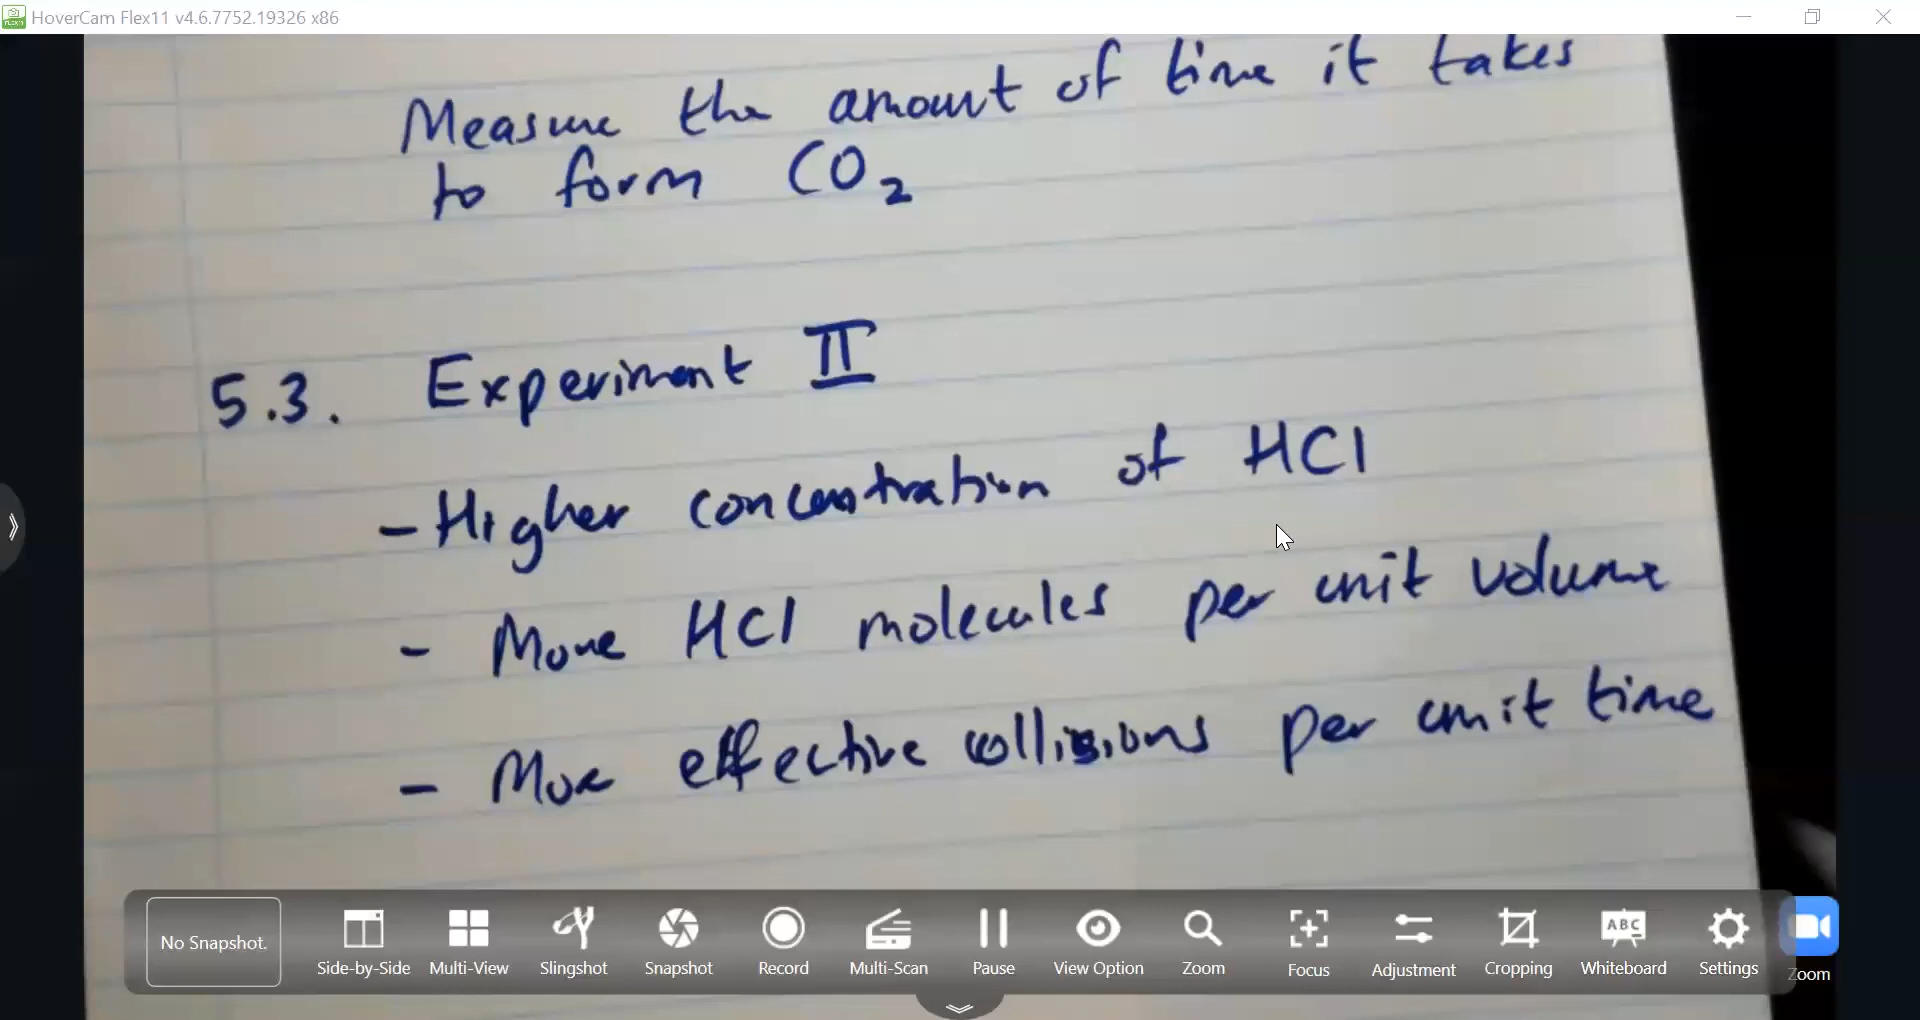 HoverCam Flex11 v4.6.7752.19326 x86
Measure the amount of time it takes
to form CO₂
5.3. Experiment II
- Higher concentration of HCl
- More HCl molecules per unit volume
- More effective collisions per unit time
No Snapshot.
Side-by-Side Multi-View Slingshot Snapshot Record Multi-Scan Pause View Option Zoom Focus Adjustment Cropping ABC Whiteboard Settings Zoom